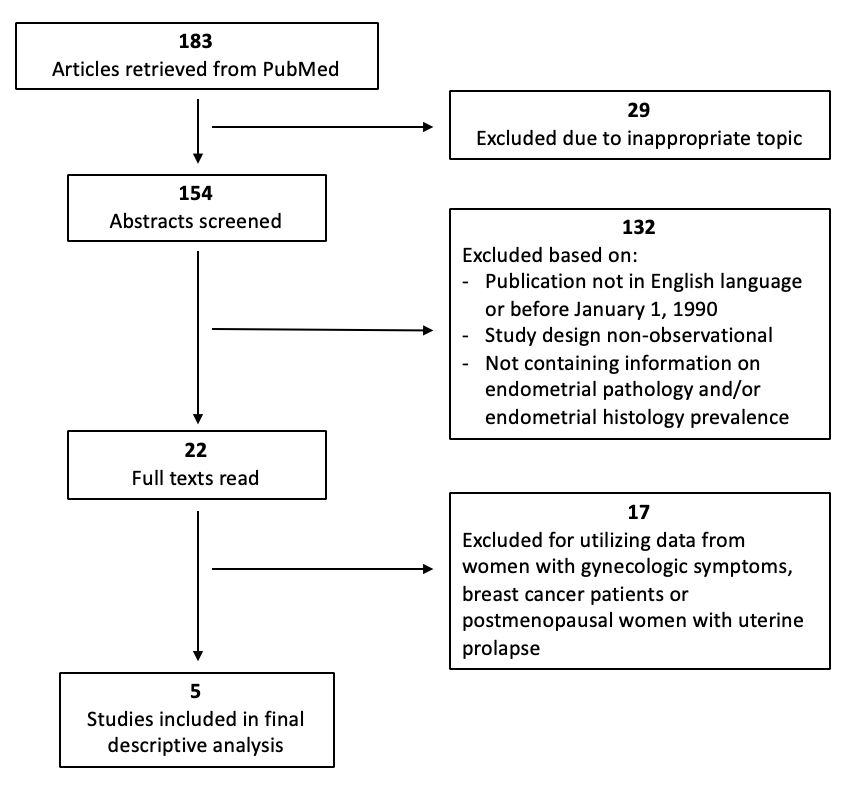 183
Articles retrieved from PubMed
29
Excluded due to inappropriate topic
154
Abstracts screened
132
Excluded based on:
- Publication not in English language
or before January 1, 1990
- Study design non-observational
- Not containing information on
endometrial pathology and/or
endometrial histology prevalence
22
Full texts read
17
Excluded for utilizing data from
women with gynecologic symptoms,
breast cancer patients or
postmenopausal women with uterine
prolapse
5
Studies included in final
descriptive analysis